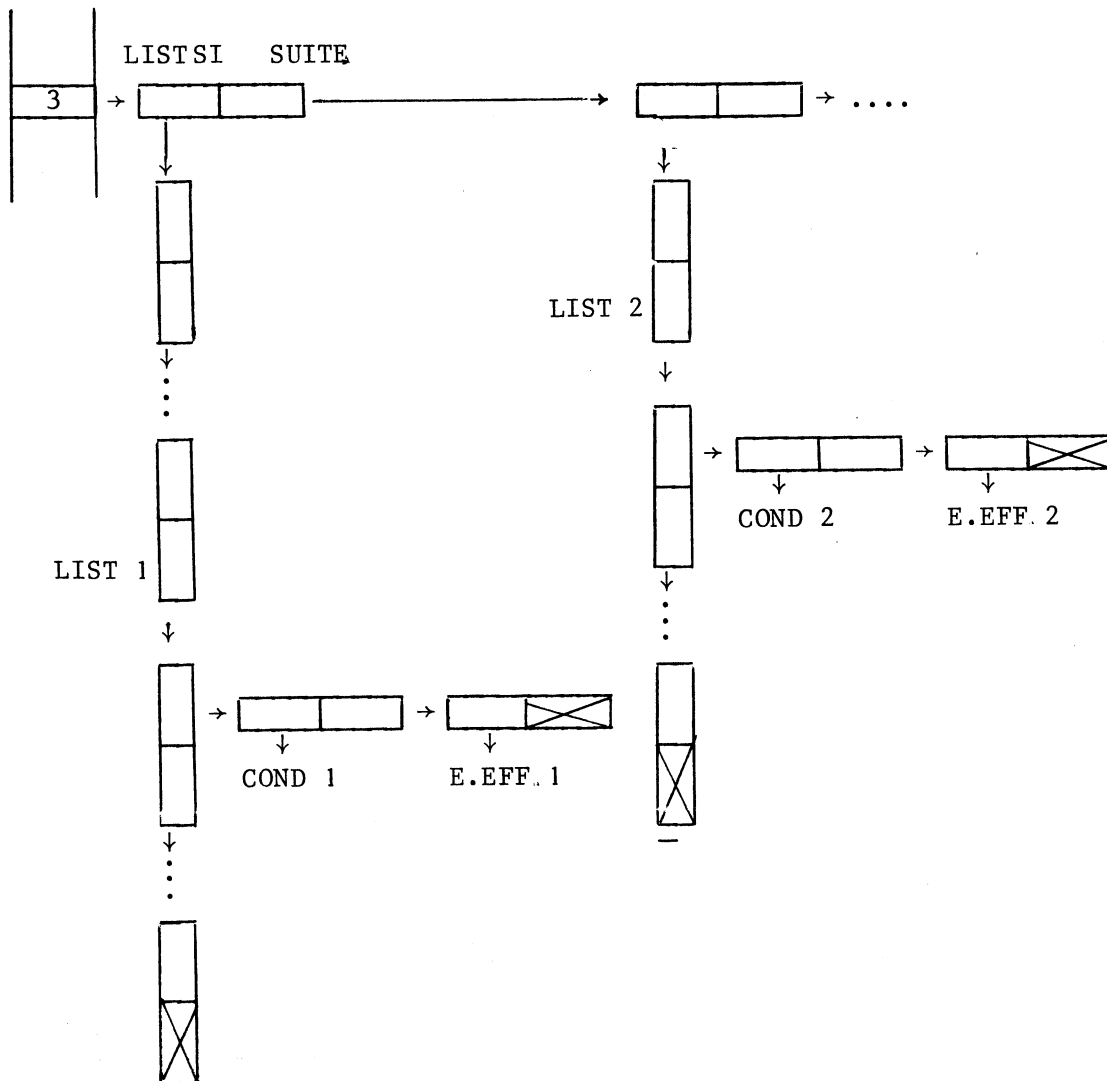 LISTSI SUITE
3
....
LIST 2
COND 2 E.EFF. 2
LIST 1
COND 1 E.EFF. 1